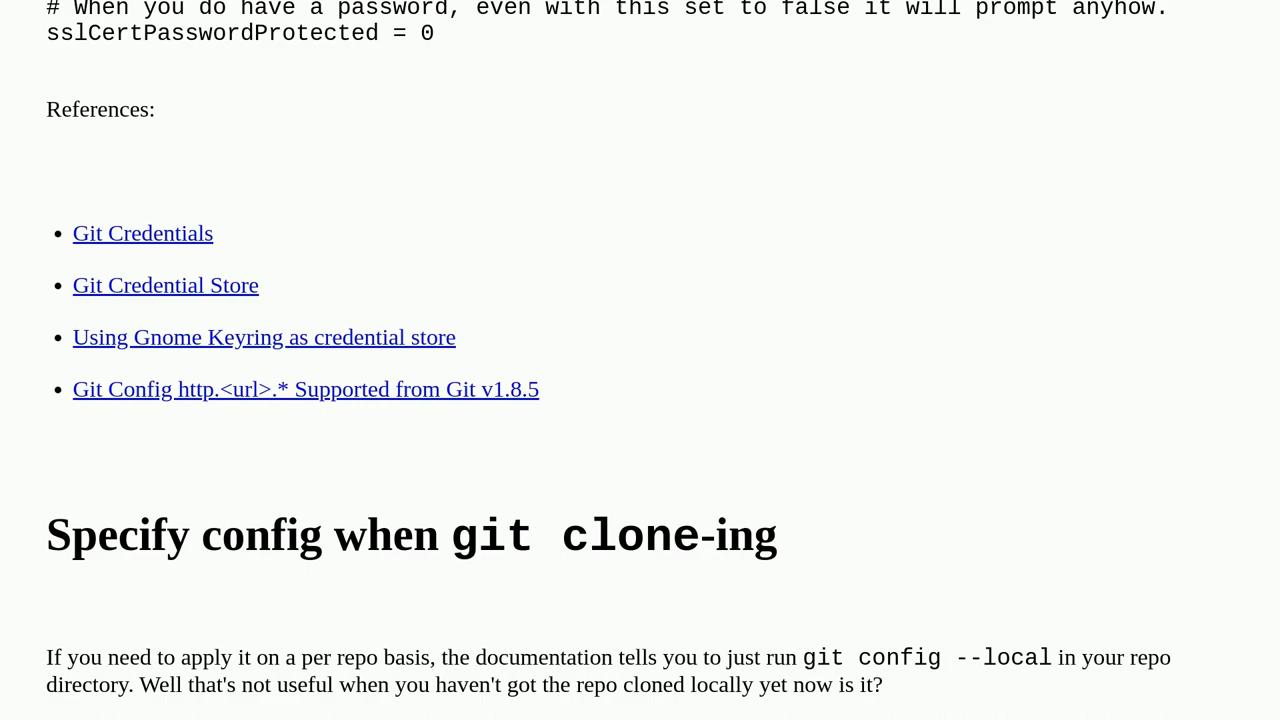 # When you do have a password, even with this set to false it will prompt anyhow.
sslCertPasswordProtected = 0
References:
• Git Credentials
• Git Credential Store
• Using Gnome Keyring as credential store
• Git Config http.<url>.* Supported from Git v1.8.5
Specify config when git clone-ing
If you need to apply it on a per repo basis, the documentation tells you to just run git config --local in your repo
directory. Well that's not useful when you haven't got the repo cloned locally yet now is it?